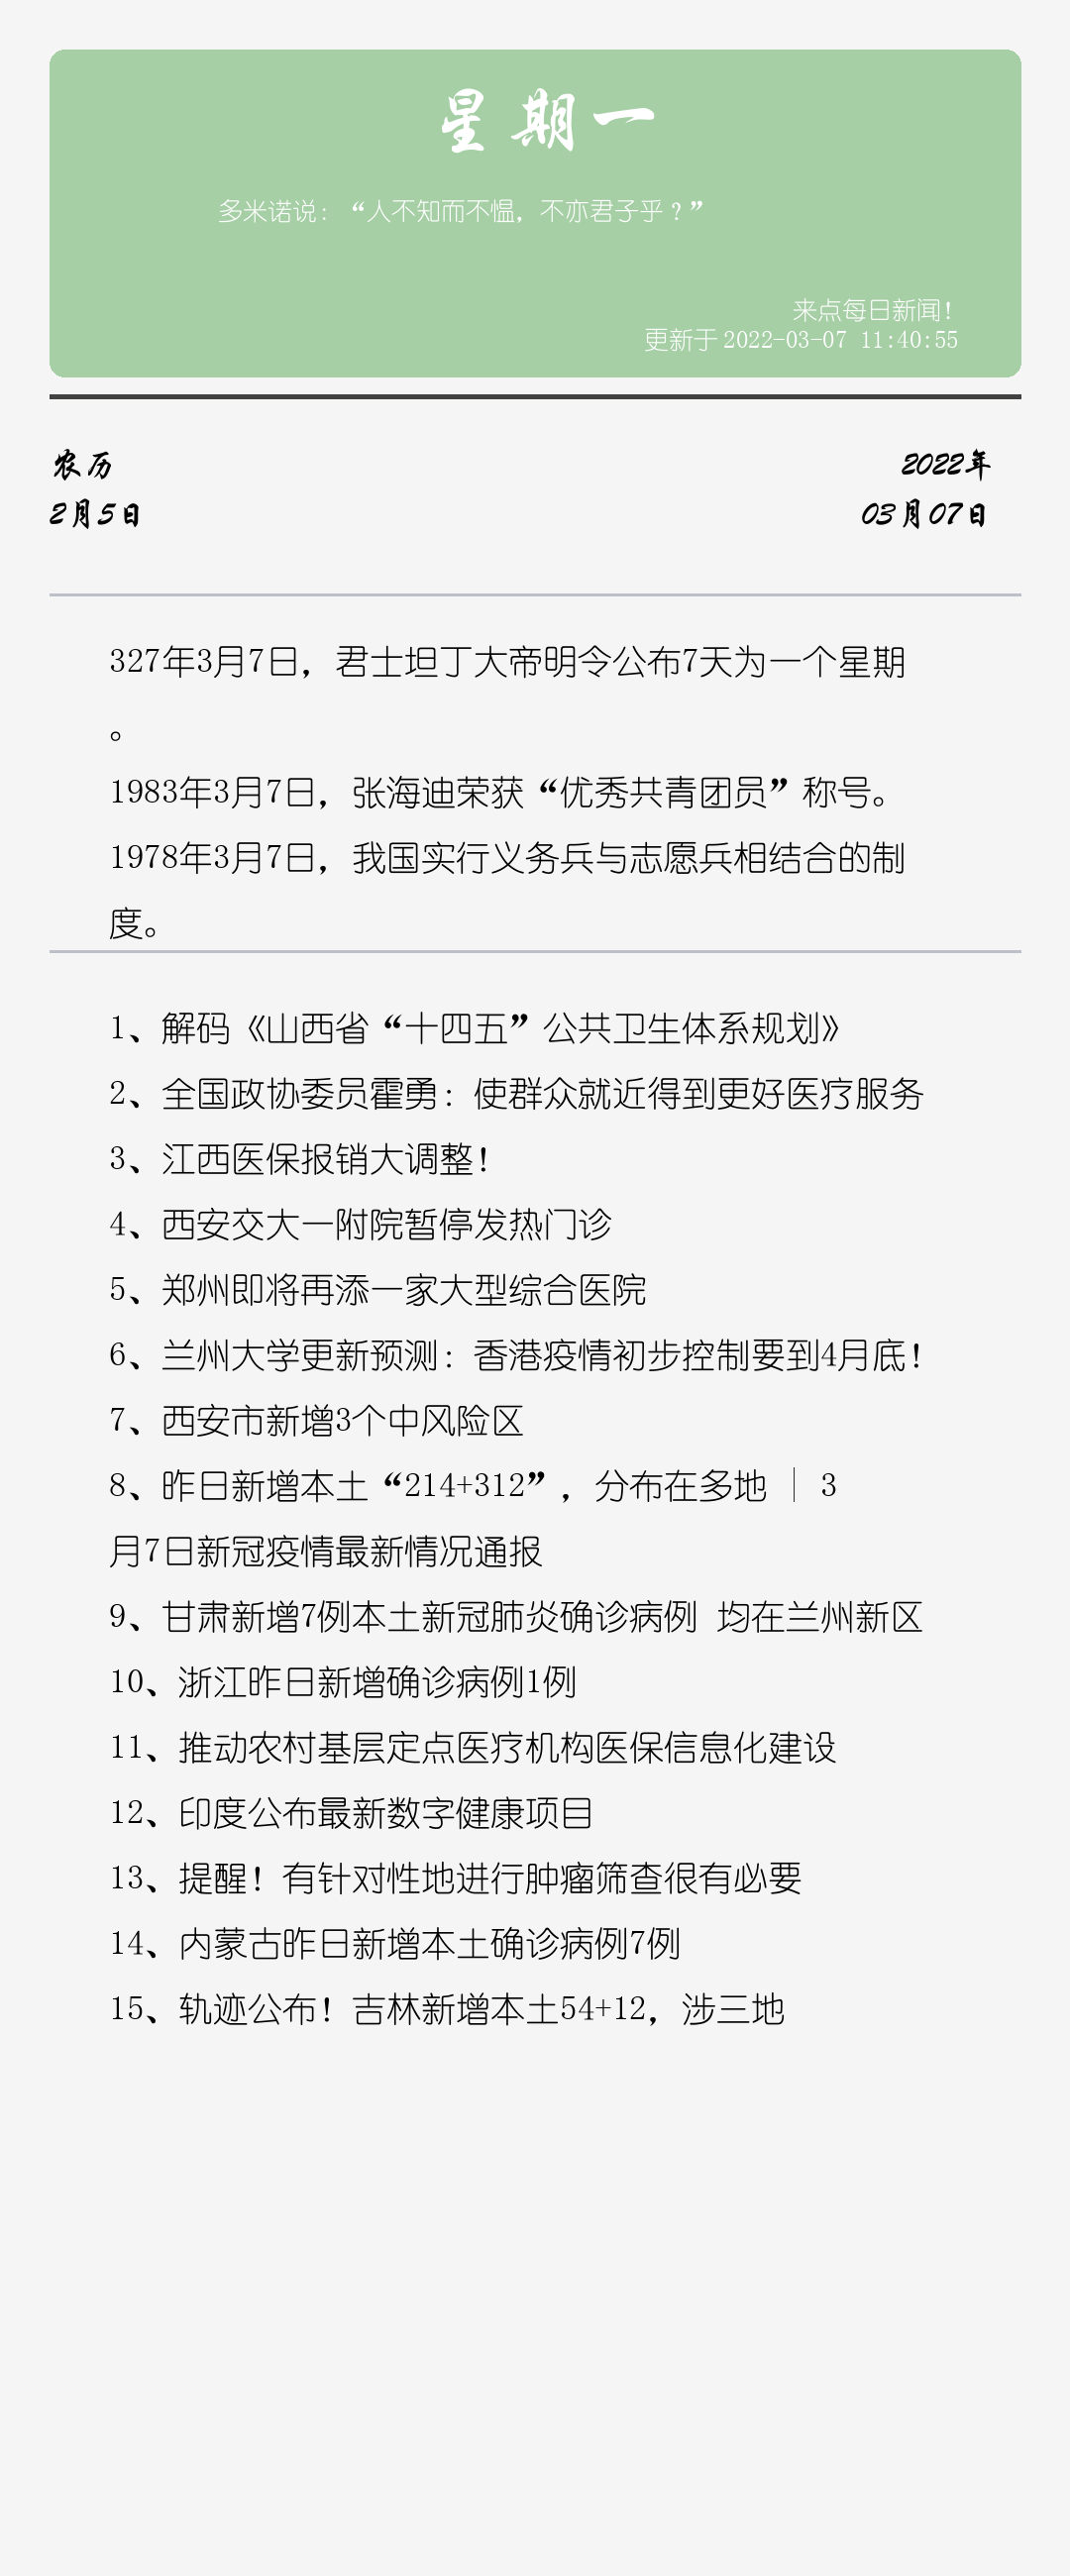 星期一
多米诺说：“人不知而不愠，不亦君子乎？”
来点每日新闻！
更新于2022-03-07 11:40:55
农历
2月5日
2022年
03月07日
327年3月7日，君士坦丁大帝明令公布7天为一个星期
。
1983年3月7日，张海迪荣获“优秀共青团员”称号。
1978年3月7日，我国实行义务兵与志愿兵相结合的制
度。
1、解码《山西省“十四五”公共卫生体系规划》
2、全国政协委员霍勇：使群众就近得到更好医疗服务
3、江西医保报销大调整！
4、西安交大一附院暂停发热门诊
5、郑州即将再添一家大型综合医院
6、兰州大学更新预测：香港疫情初步控制要到4月底！
7、西安市新增3个中风险区
8、昨日新增本土“214+312”，分布在多地｜3
月7日新冠疫情最新情况通报
9、甘肃新增7例本土新冠肺炎确诊病例 均在兰州新区
10、浙江昨日新增确诊病例1例
11、推动农村基层定点医疗机构医保信息化建设
12、印度公布最新数字健康项目
13、提醒！有针对性地进行肿瘤筛查很有必要
14、内蒙古昨日新增本土确诊病例7例
15、轨迹公布！吉林新增本土54+12，涉三地